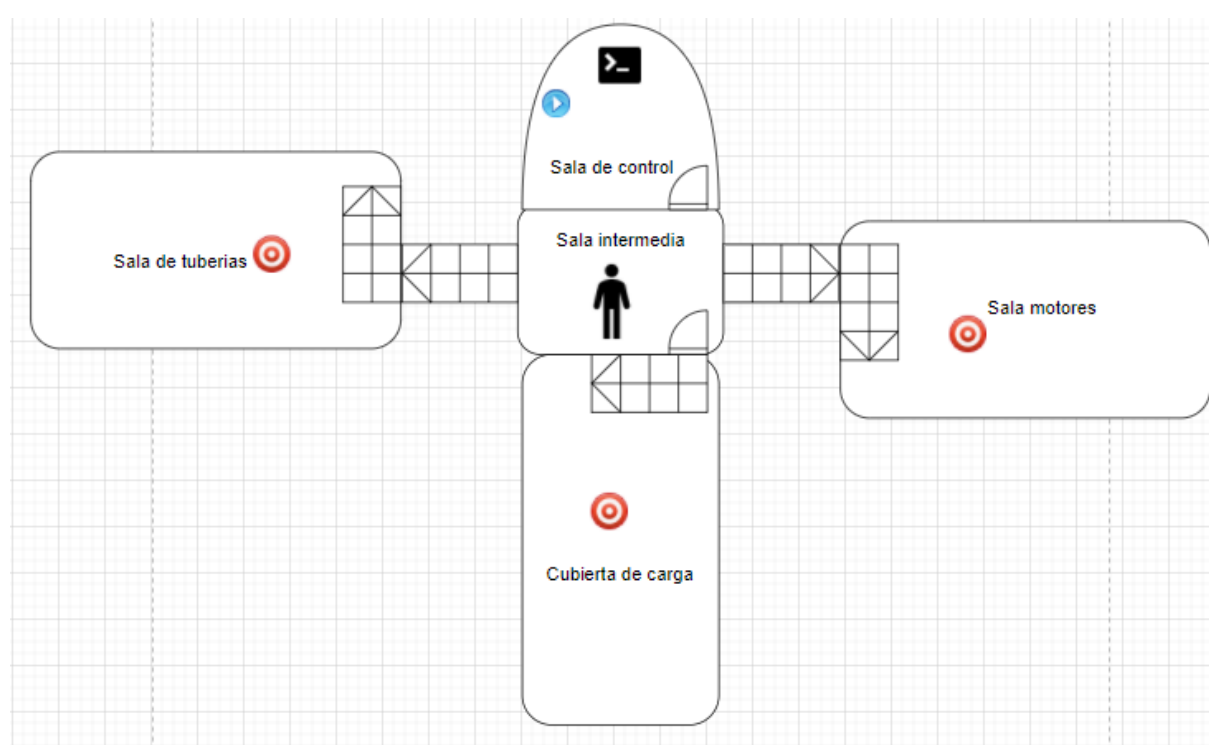 Sala de control
Sala intermedia
Sala de tuberias
Sala motores
Cubierta de carga